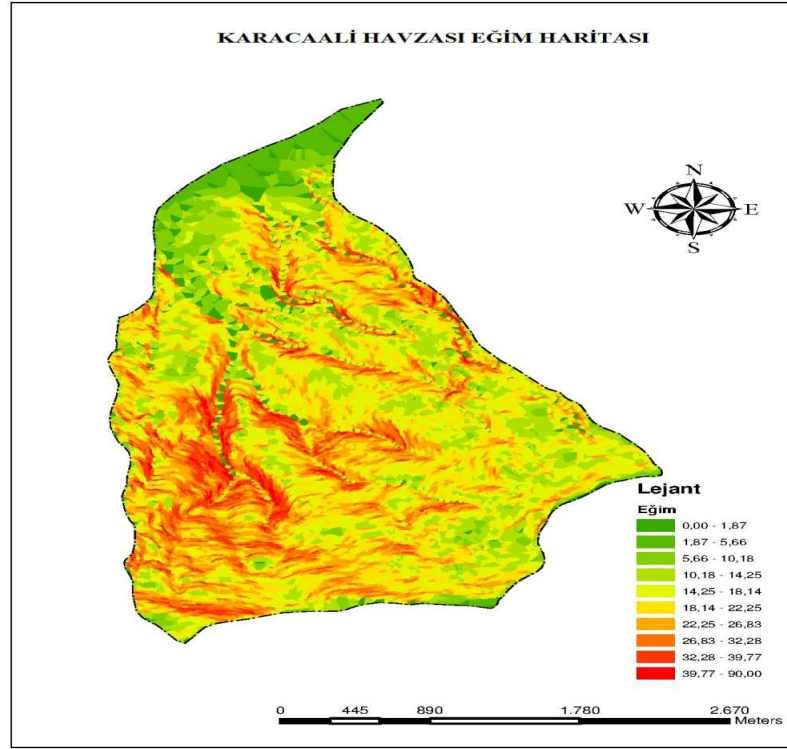 KARACAALİ HAVZASI EĞİM HARİTASI
N
W E
S
Lejant
Eğim
0,00 - 1,87
1,87 - 5,66
5,66 - 10,18
10,18 - 14,25
14,25 - 18,14
18,14 - 22,25
22,25 - 26,83
26,83 - 32,28
32,28 - 39,77
39,77 - 90,00
0 445 890 1.780 2.670
Meters